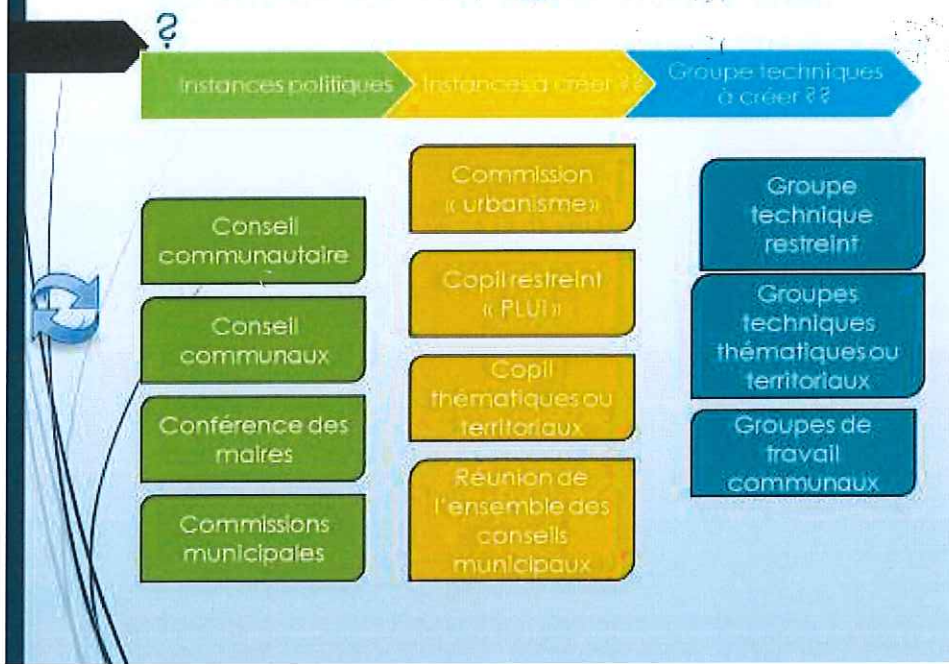 ?
Instances politiques
Instances à créer ??
Groupe techniques
à créer ??
Conseil
communautaire
Conseil
communaux
Conférence des
maires
Commissions
municipales
Commission
« urbanisme »
Copil restreint
« PLUi »
Copil
thématiques ou
territoriaux
Réunion de
l'ensemble des
conseils
municipaux
Groupe
technique
restreint
Groupes
techniques
thématiques ou
territoriaux
Groupes de
travail
communaux